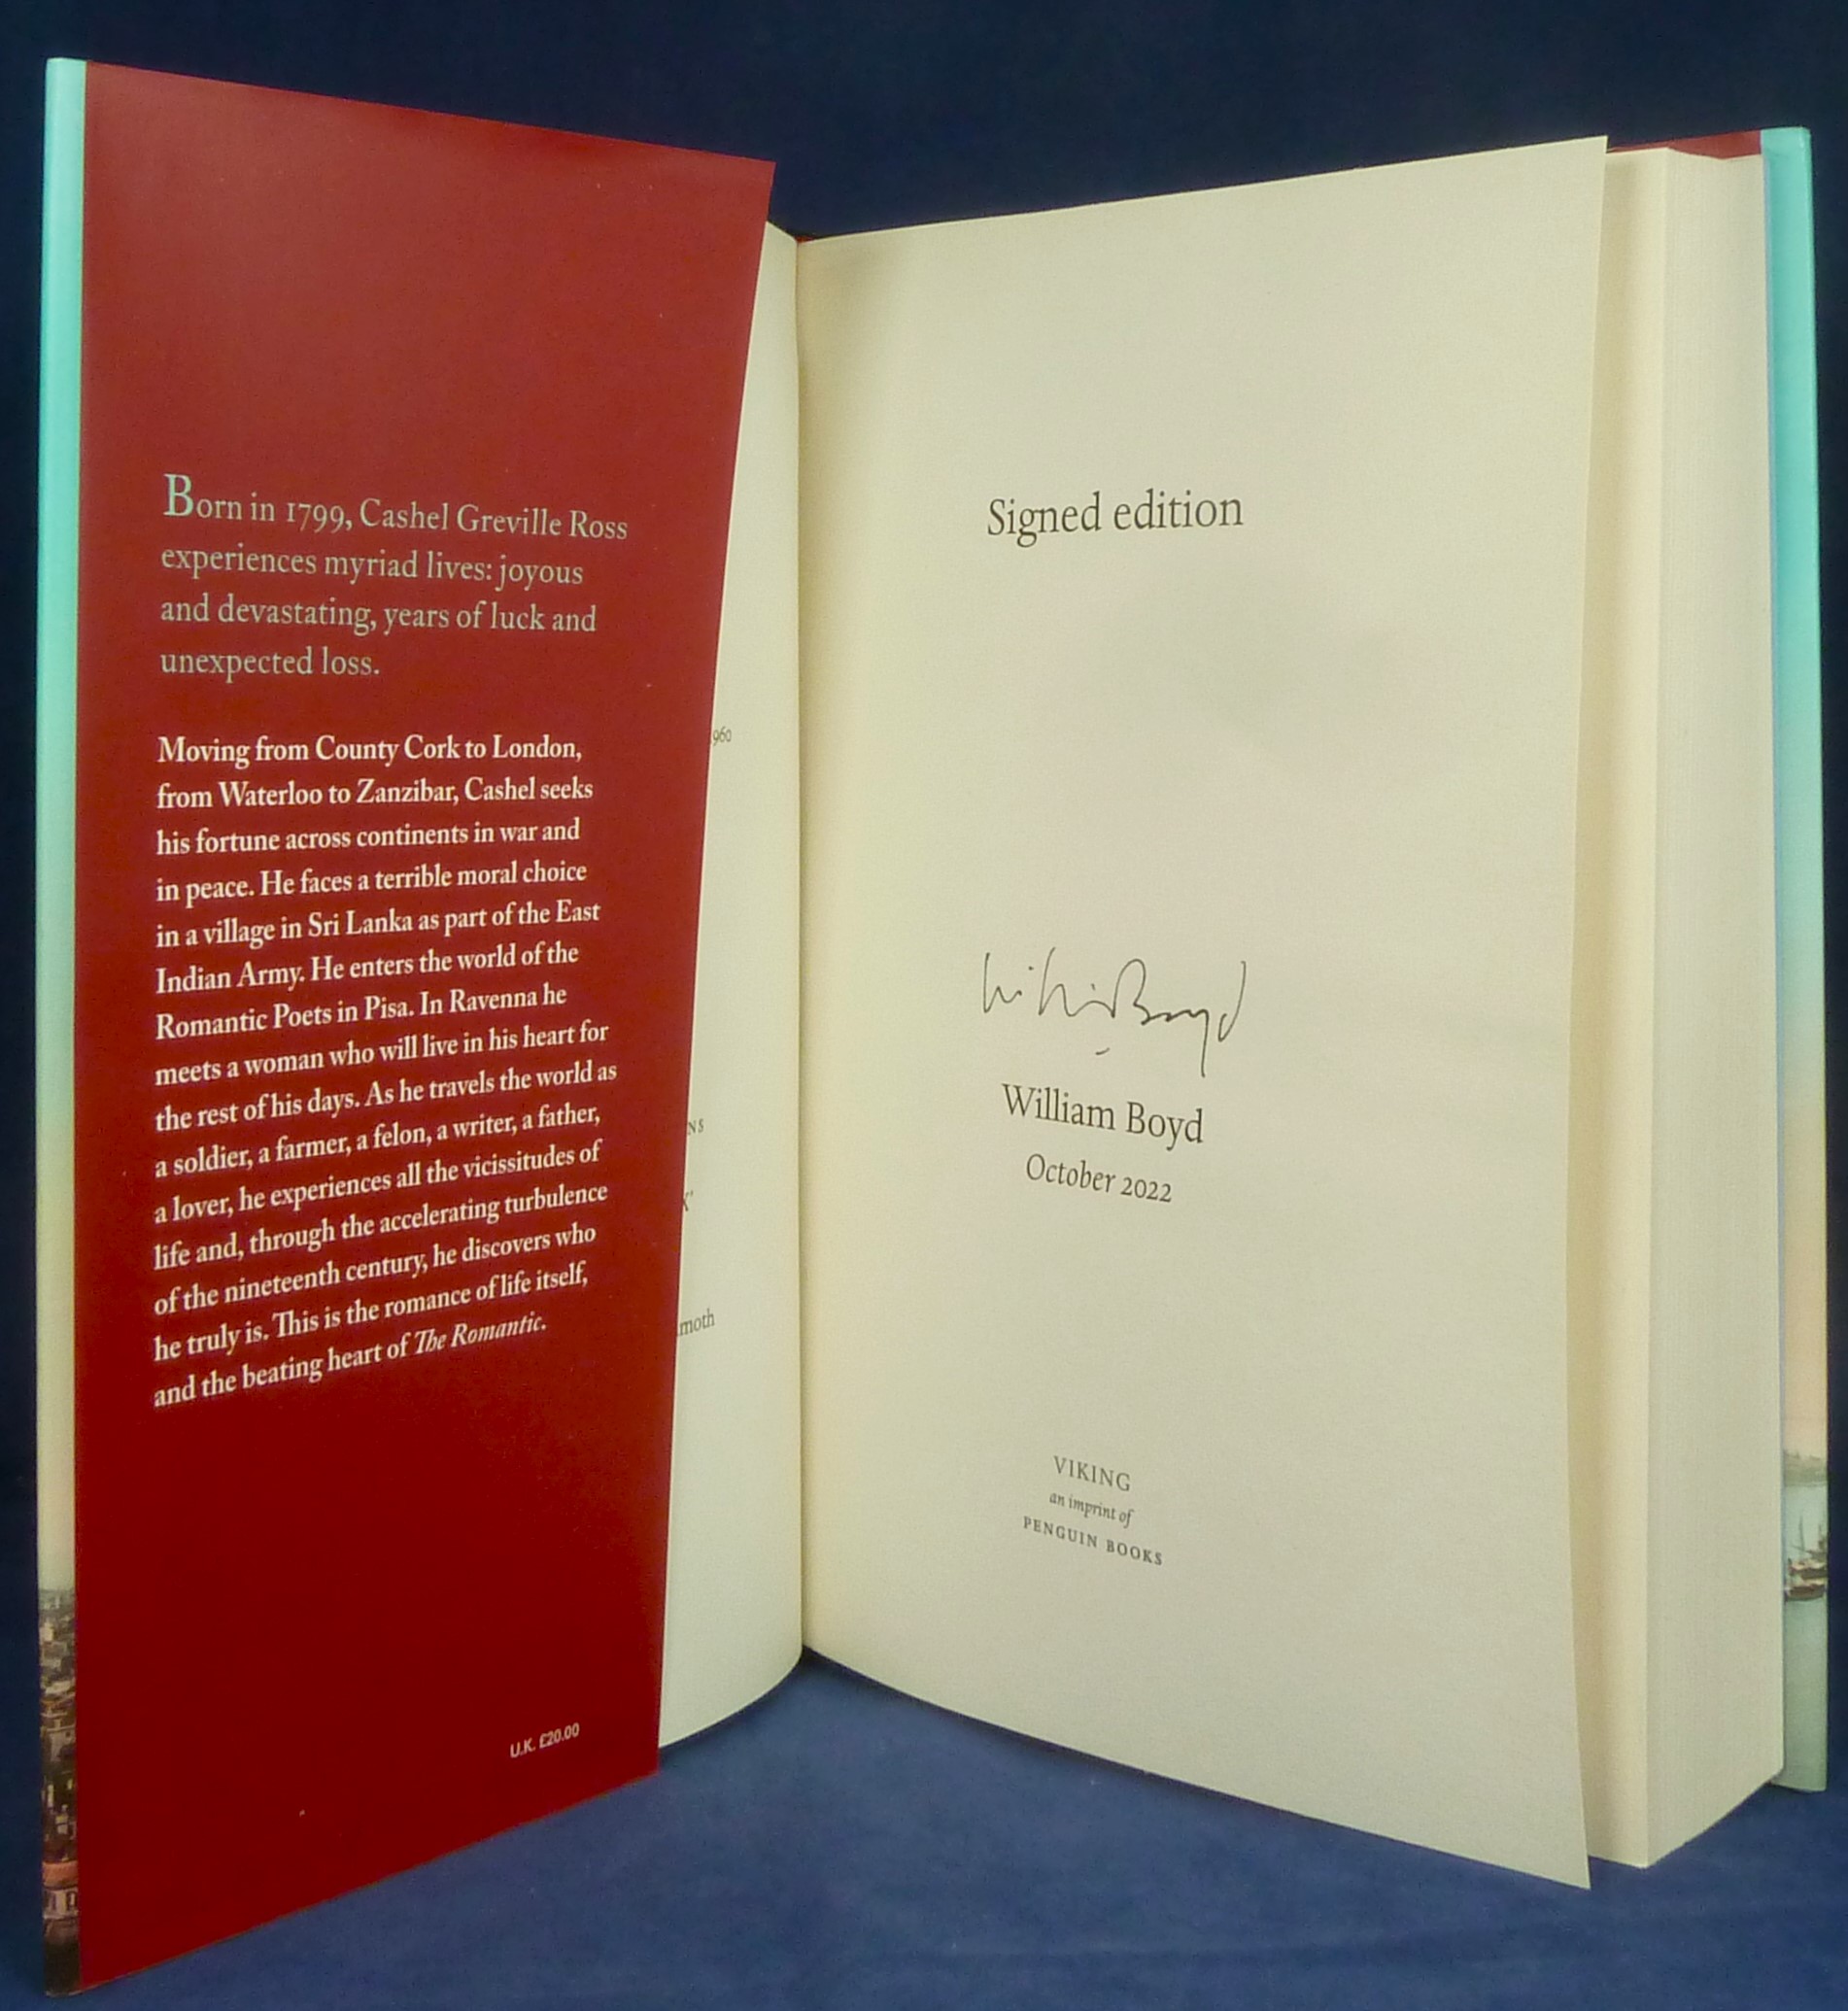 Born in 1799, Cashel Greville Ross
experiences myriad lives: joyous
and devastating, years of luck and
unexpected loss.
Moving from County Cork to London,
from Waterloo to Zanzibar, Cashel seeks
his fortune across continents in war and
in peace. He faces a terrible moral choice
in a village in Sri Lanka as part of the East
Indian Army. He enters the world of the
Romantic Poets in Pisa. In Ravenna he
meets a woman who will live in his heart for
the rest of his days. As he travels the world as
a soldier, a farmer, a felon, a writer, a father,
a lover, he experiences all the vicissitudes of
life and, through the accelerating turbulence
of the nineteenth century, he discovers who
he truly is. This is the romance of life itself,
and the beating heart of The Romantic.
U.K. £20.00
Signed edition
Boyd
William Boyd
October 2022
VIKING
an imprint of
PENGUIN BOOKS